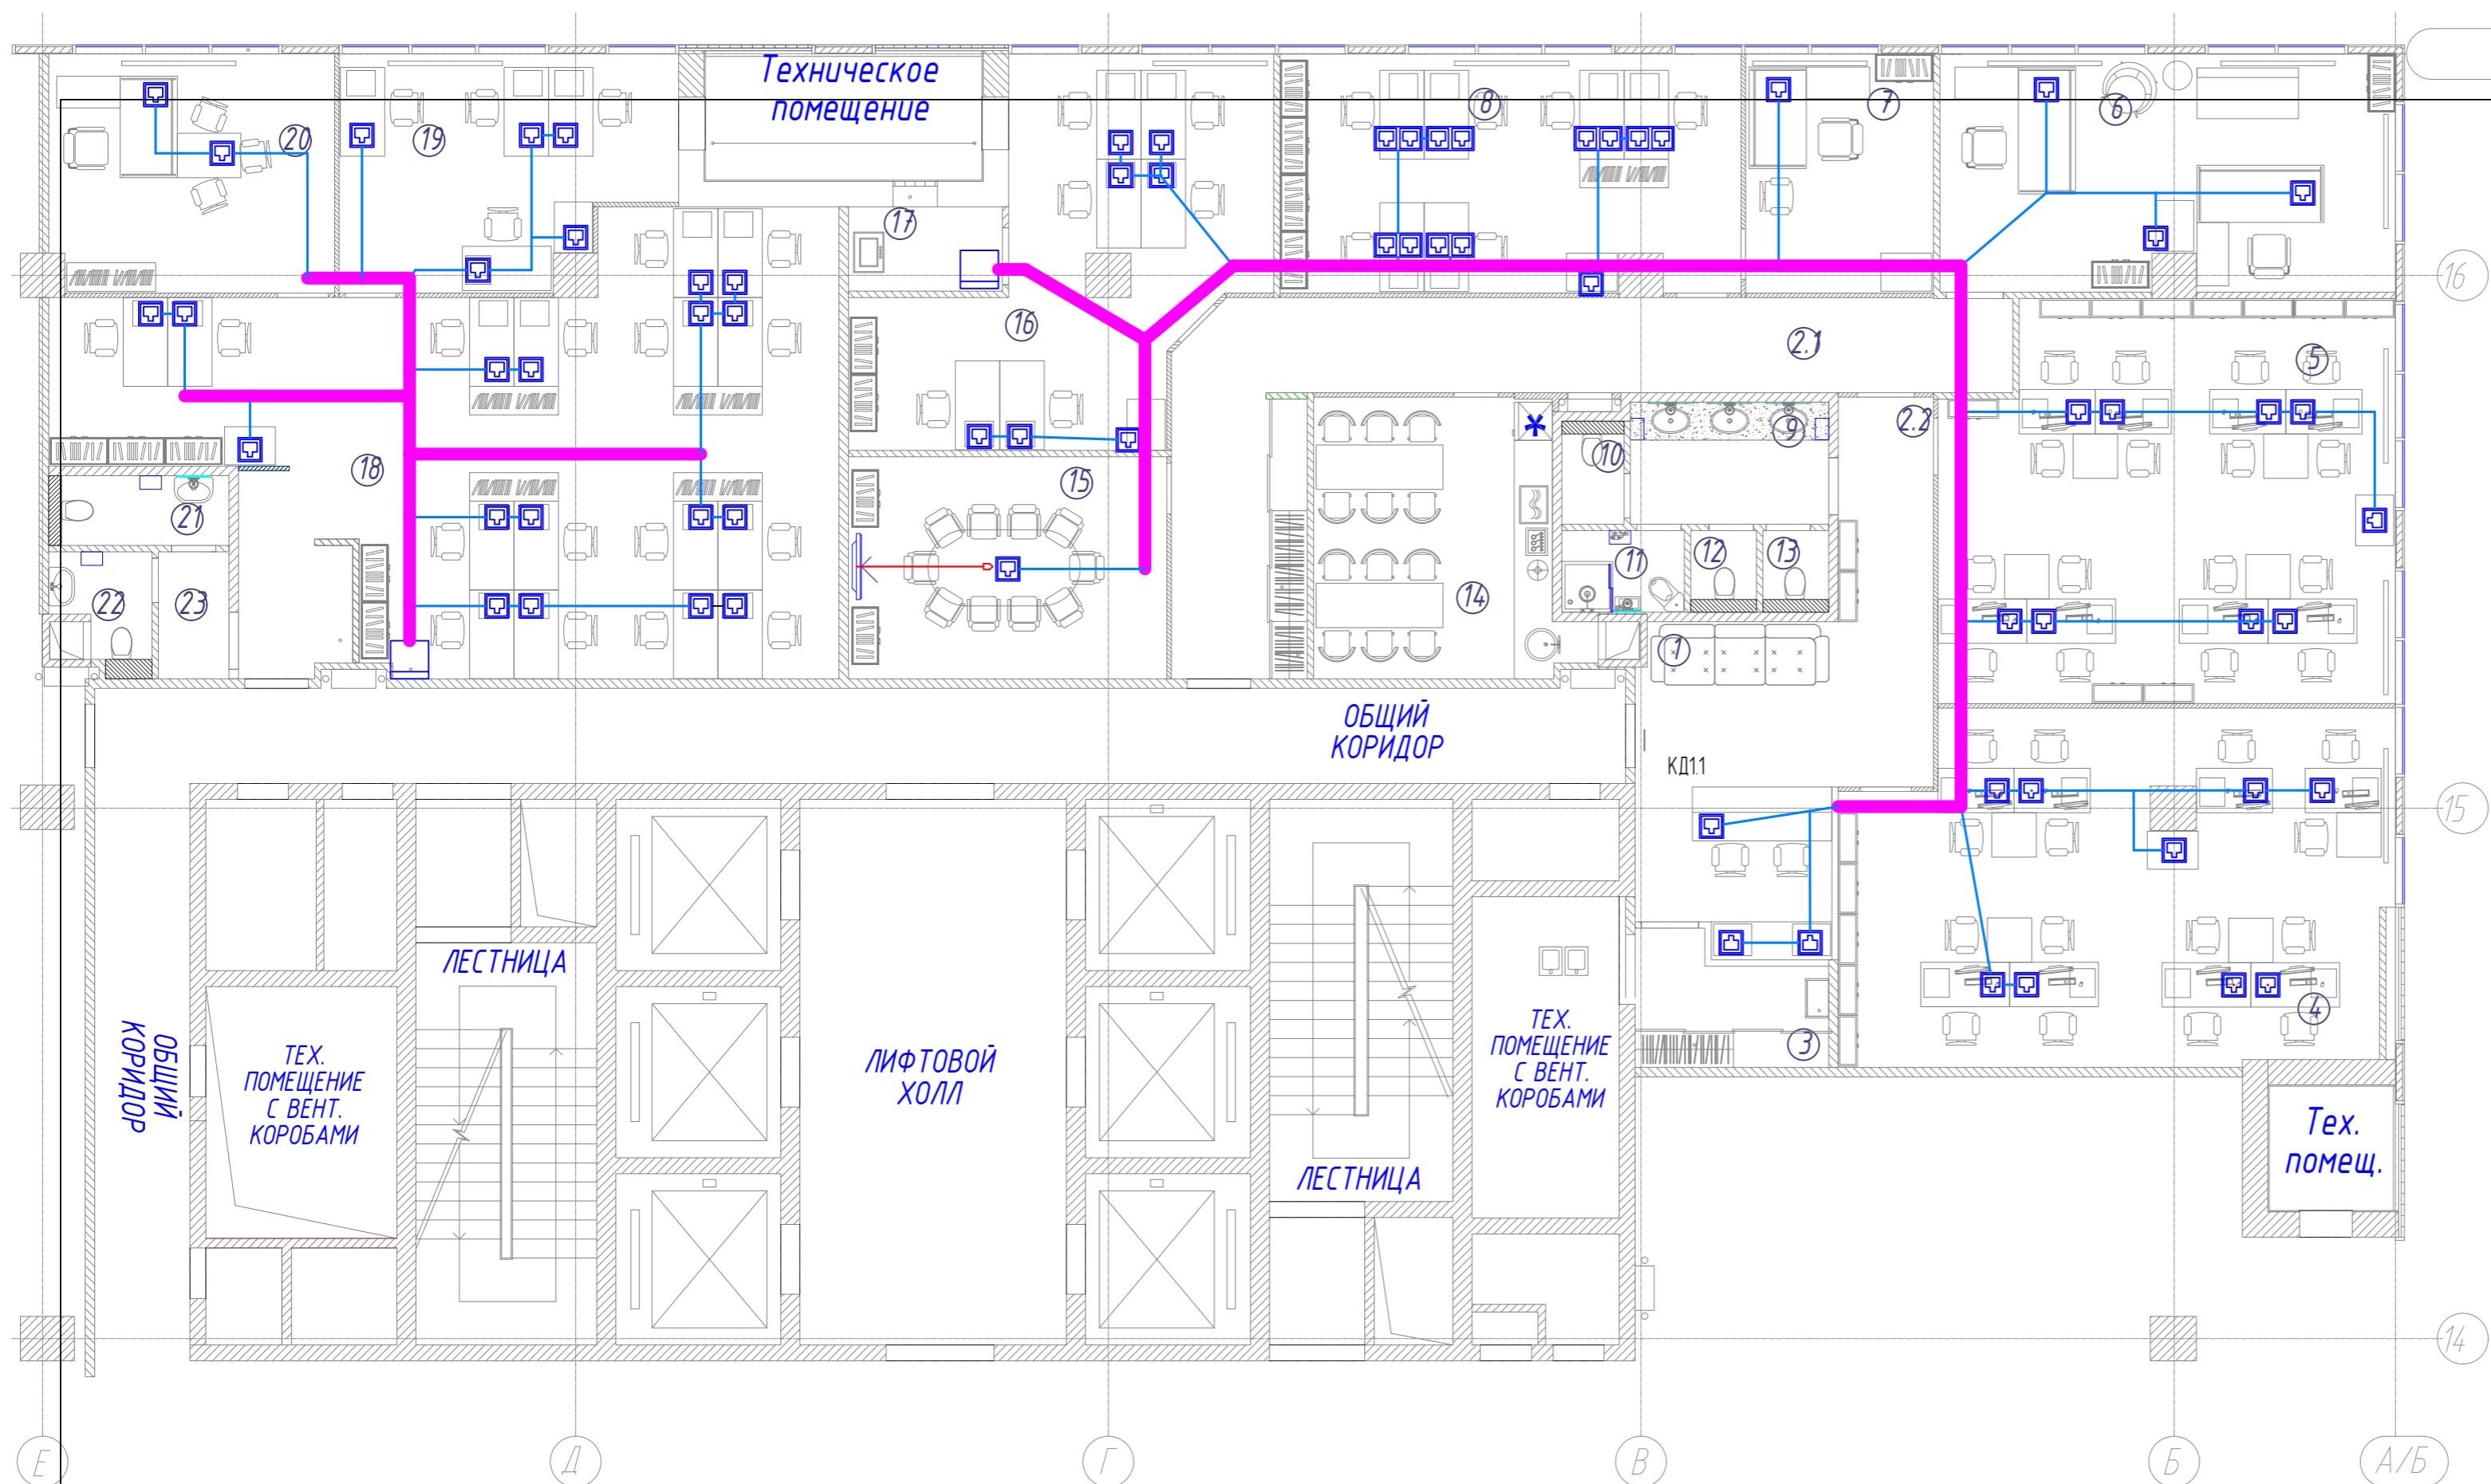 Техническое
помещение
20
19
8
7
6
17
16
16
2.1
5
18
15
10
9
2.2
21
22
23
14
11
12
13
1
ОБЩИЙ
КОРИДОР
КД1.1
15
ЛЕСТНИЦА
ОБЩИЙ
КОРИДОР
ТЕХ.
ПОМЕЩЕНИЕ
С ВЕНТ.
КОРОБАМИ
ЛИФТОВОЙ
ХОЛЛ
ЛЕСТНИЦА
ТЕХ.
ПОМЕЩЕНИЕ
С ВЕНТ.
КОРОБАМИ
3
4
Тех.
помещ.
14
Е
Д
Г
В
Б
А/Б